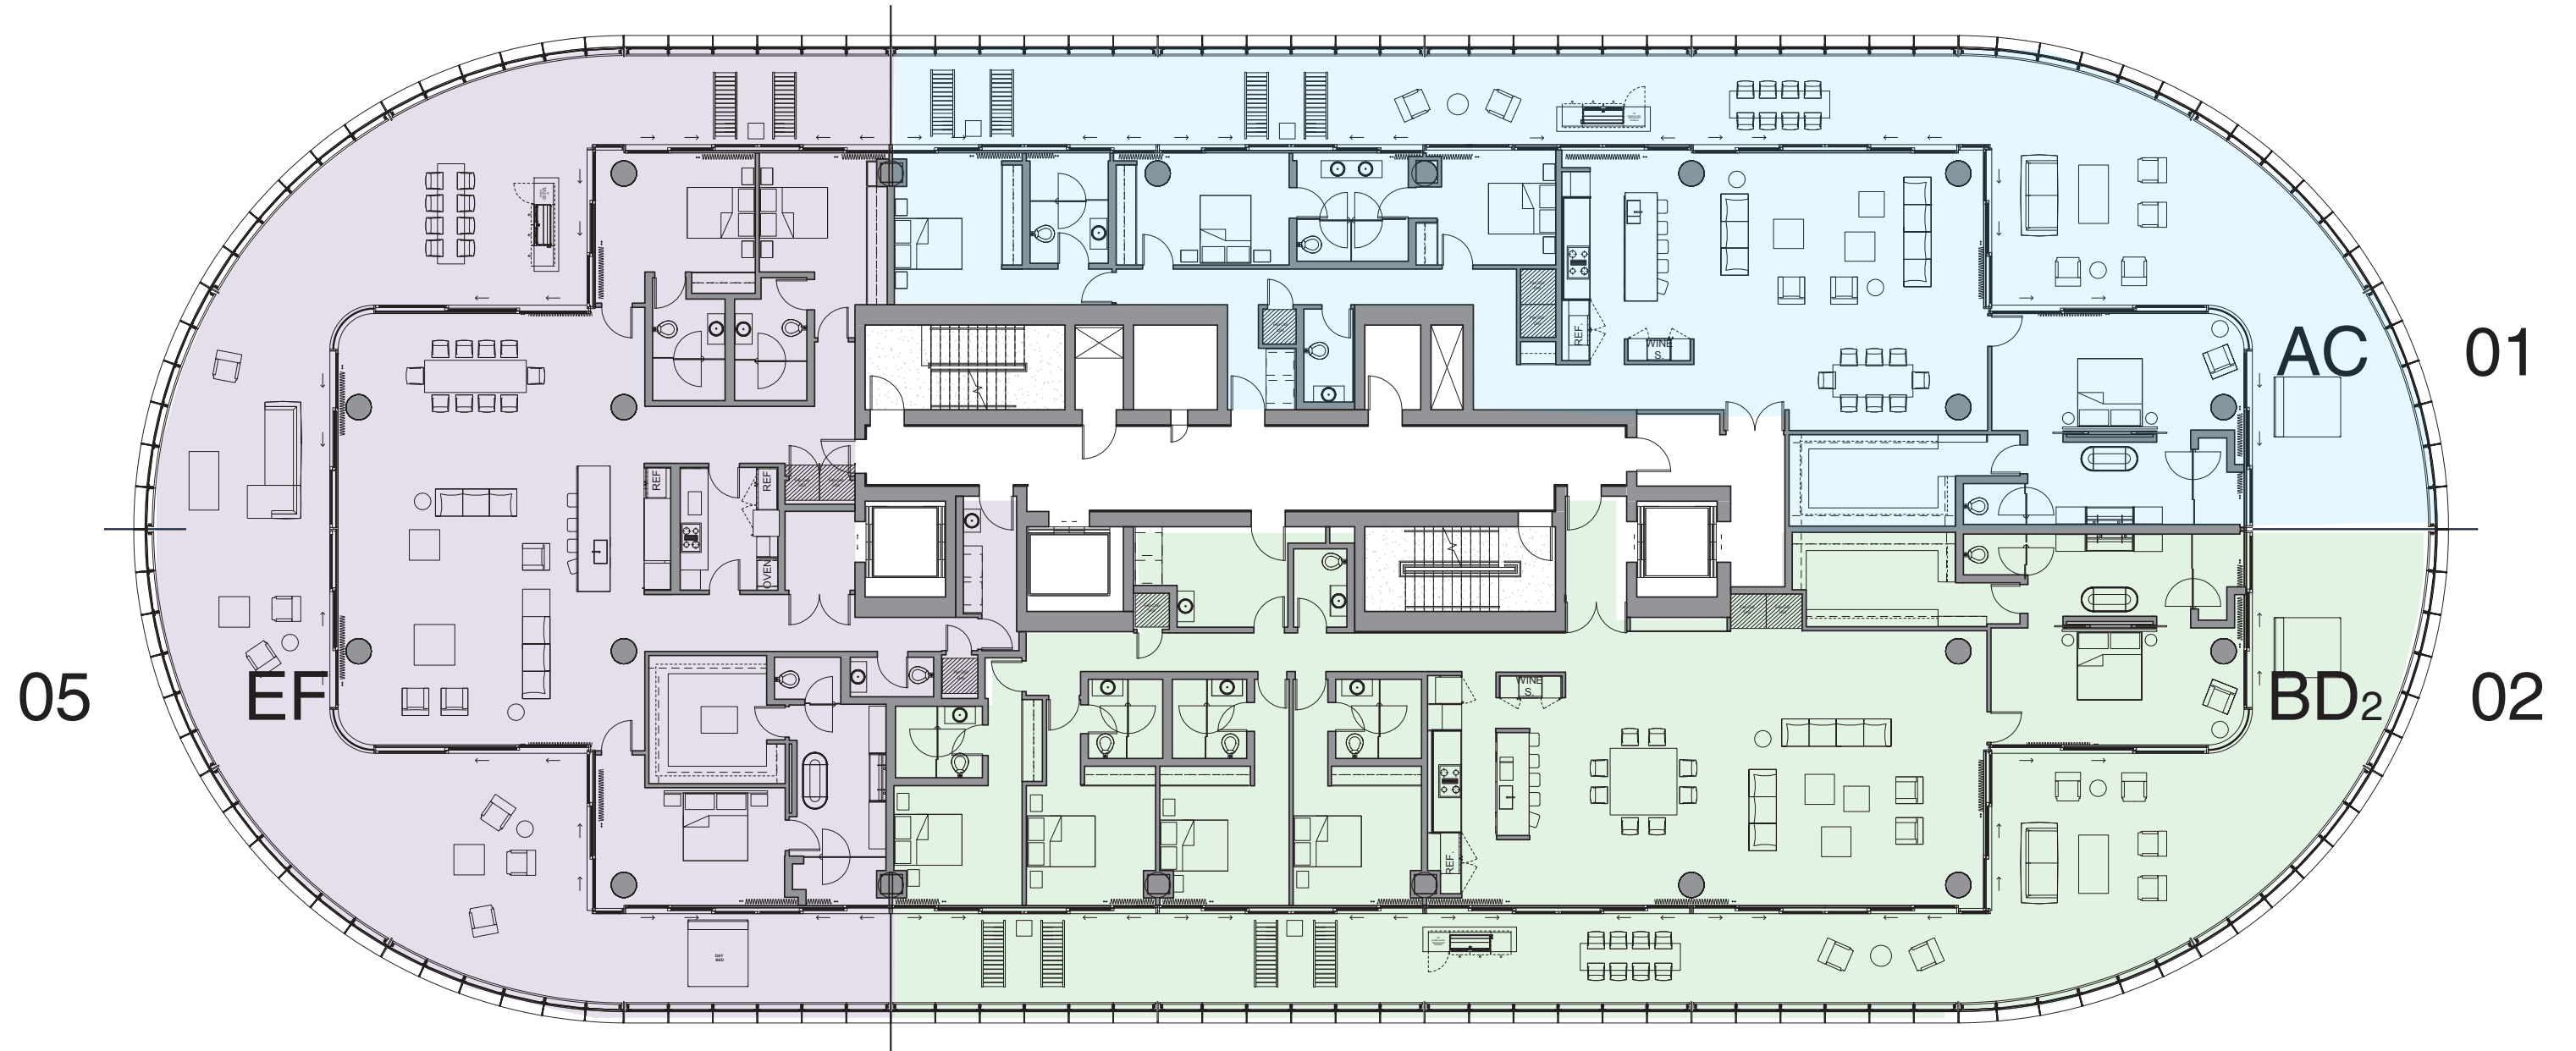 REF.
WINE
S.
AC
01
REF
REF
OVEN
05
EF
WINE
S.
BD2
02
REF.
DAY
BED